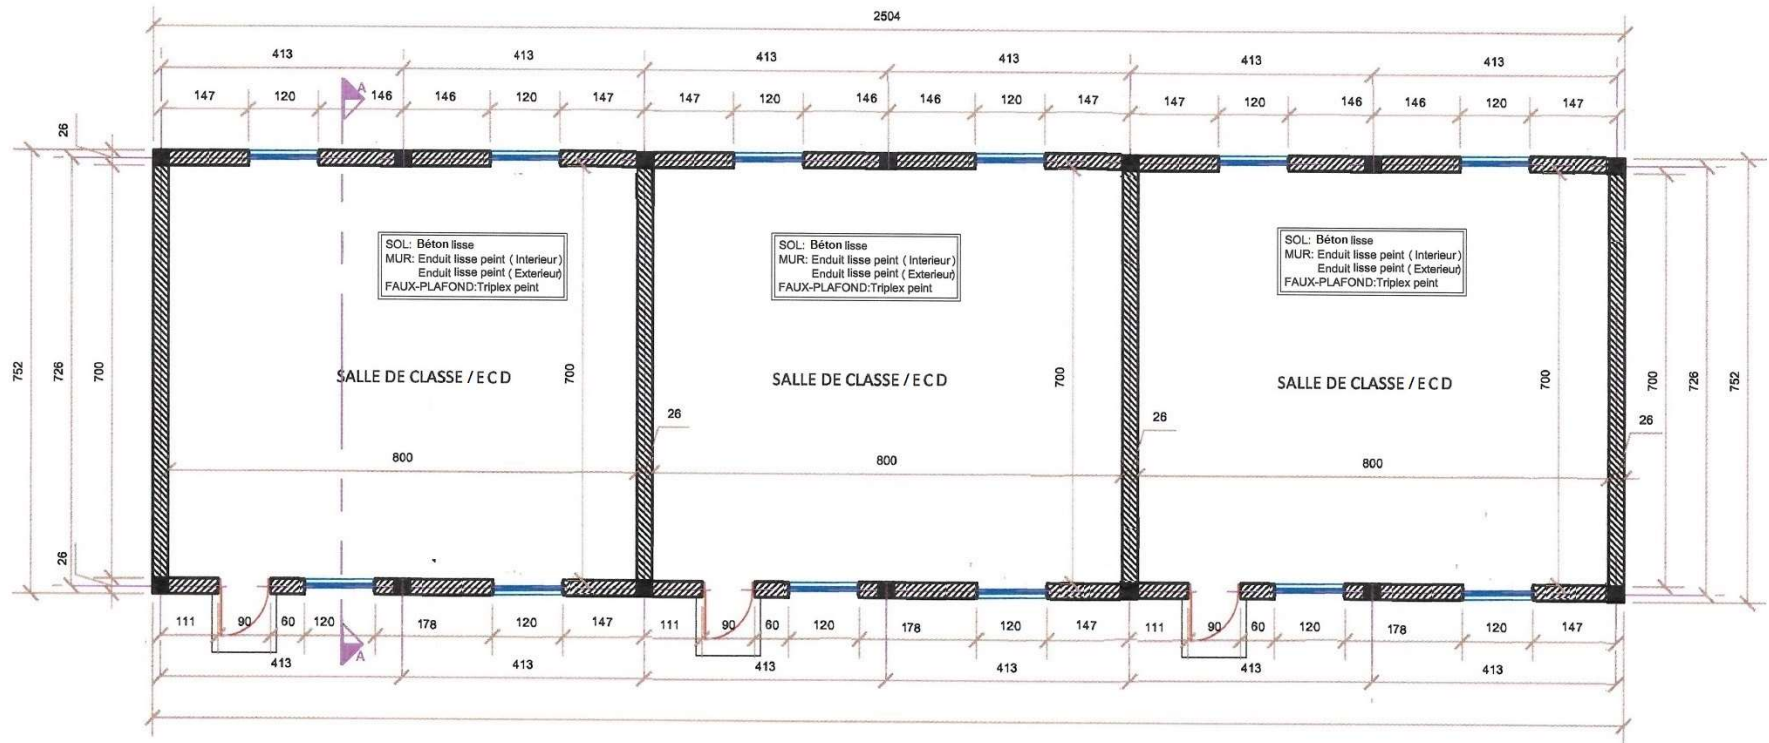 2504
413 413 413 413 413 413
147 120 146 146 120 147 147 120 146 146 120 147 147 120 146 146 120 147
A
26
752 726 700
26
SOL: Béton lisse
MUR: Enduit lisse peint ( Interieur)
Enduit lisse peint ( Exterieur)
FAUX-PLAFOND:Triplex peint
SALLE DE CLASSE / E C D
700
800
SOL: Béton lisse
MUR: Enduit lisse peint ( Interieur)
Enduit lisse peint ( Exterieur)
FAUX-PLAFOND:Triplex peint
SALLE DE CLASSE / E C D
700
26
800
SOL: Béton lisse
MUR: Enduit lisse peint ( Interieur)
Enduit lisse peint ( Exterieur)
FAUX-PLAFOND:Triplex peint
SALLE DE CLASSE / E C D
700
26
26
800
700 726 752
111 90 60 120 178 120 147 111 90 60 120 178 120 147 111 90 60 120 178 120 147
A
413 413 413 413 413 413